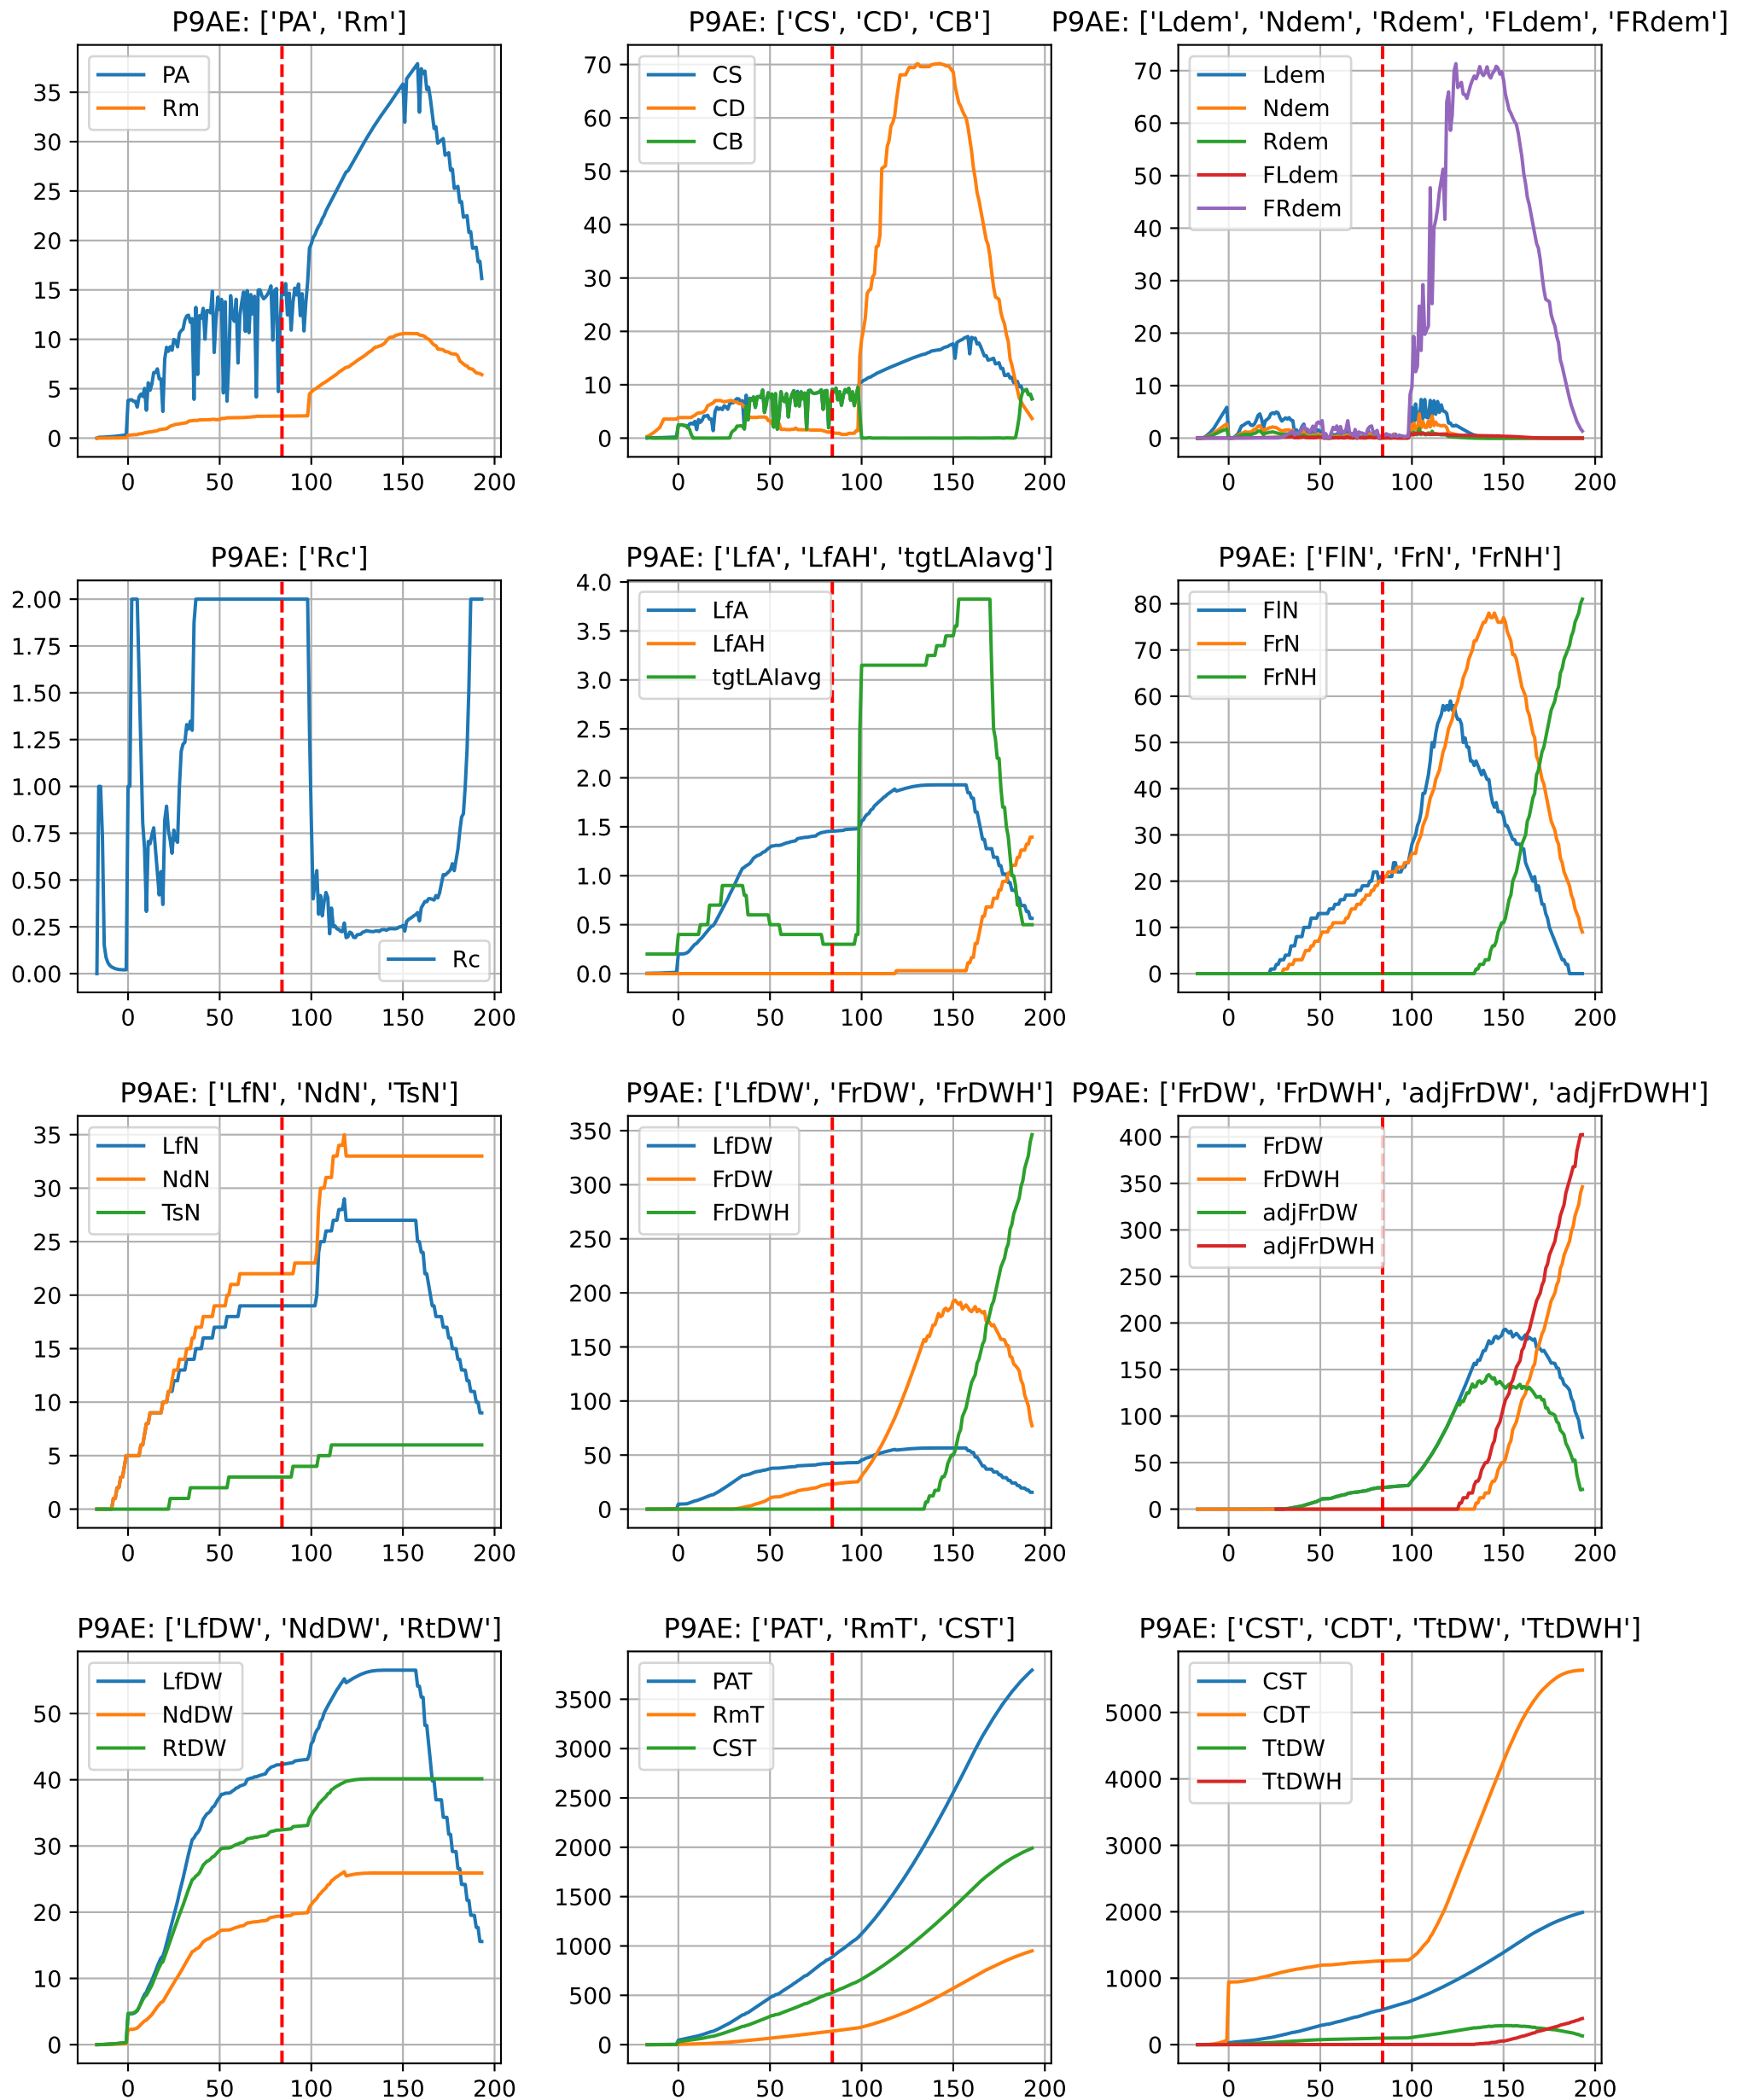 P9AE: ['PA', 'Rm']
PA
Rm
35
30
25
20
15
10
5
0
0 50 100 150 200
P9AE: ['CS', 'CD', 'CB']
CS
CD
CB
70
60
50
40
30
20
10
0
0 50 100 150 200
P9AE: ['Ldem', 'Ndem', 'Rdem', 'FLdem', 'FRdem']
Ldem
Ndem
Rdem
FLdem
FRdem
70
60
50
40
30
20
10
0
0 50 100 150 200
P9AE: ['Rc']
2.00
1.75
1.50
1.25
1.00
0.75
0.50
0.25
0.00
Rc
0 50 100 150 200
P9AE: ['LfA', 'LfAH', 'tgtLAIavg']
LfA
LfAH
tgtLAIavg
4.0
3.5
3.0
2.5
2.0
1.5
1.0
0.5
0.0
0 50 100 150 200
P9AE: ['FlN', 'FrN', 'FrNH']
FlN
FrN
FrNH
80
70
60
50
40
30
20
10
0
0 50 100 150 200
P9AE: ['LfN', 'NdN', 'TsN']
LfN
NdN
TsN
35
30
25
20
15
10
5
0
0 50 100 150 200
P9AE: ['LfDW', 'FrDW', 'FrDWH']
LfDW
FrDW
FrDWH
350
300
250
200
150
100
50
0
0 50 100 150 200
P9AE: ['FrDW', 'FrDWH', 'adjFrDW', 'adjFrDWH']
FrDW
FrDWH
adjFrDW
adjFrDWH
400
350
300
250
200
150
100
50
0
0 50 100 150 200
P9AE: ['LfDW', 'NdDW', 'RtDW']
LfDW
NdDW
RtDW
50
40
30
20
10
0
0 50 100 150 200
P9AE: ['PAT', 'RmT', 'CST']
PAT
RmT
CST
3500
3000
2500
2000
1500
1000
500
0
0 50 100 150 200
P9AE: ['CST', 'CDT', 'TtDW', 'TtDWH']
CST
CDT
TtDW
TtDWH
5000
4000
3000
2000
1000
0
0 50 100 150 200